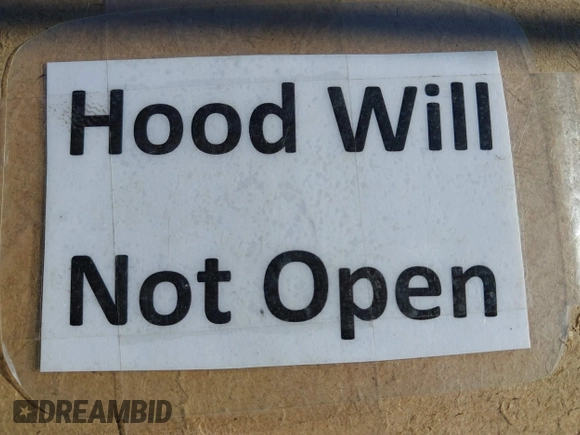 Hood Will
Not Open
DREAMBID